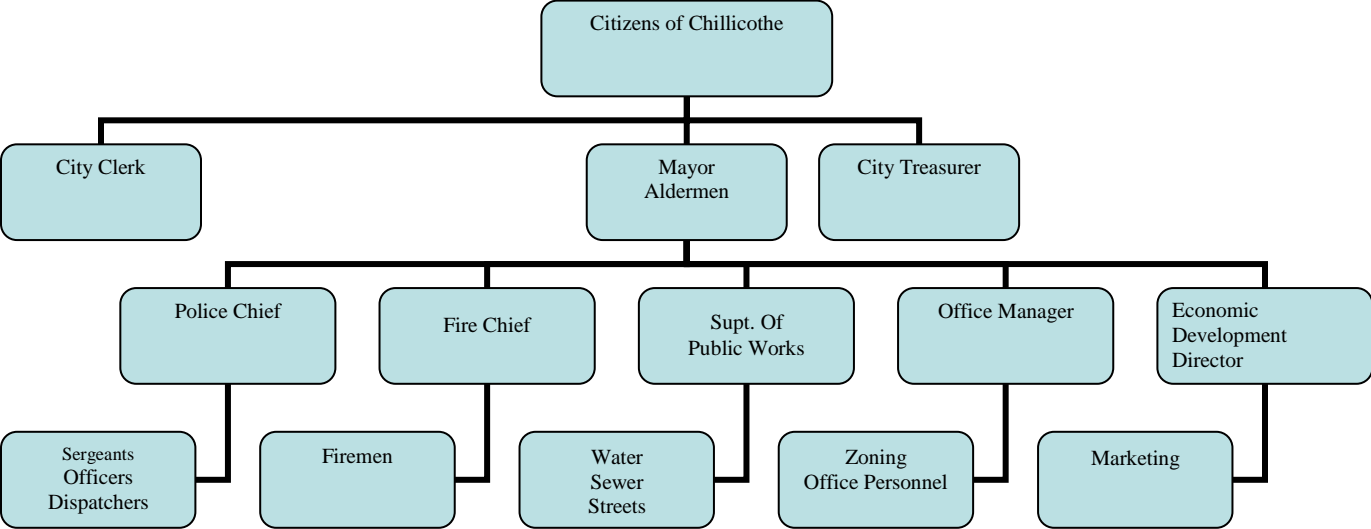 Citizens of Chillicothe
City Clerk
Mayor
Aldermen
City Treasurer
Police Chief
Fire Chief
Supt. Of
Public Works
Office Manager
Economic
Development
Director
Sergeants
Officers
Dispatchers
Firemen
Water
Sewer
Streets
Zoning
Office Personnel
Marketing